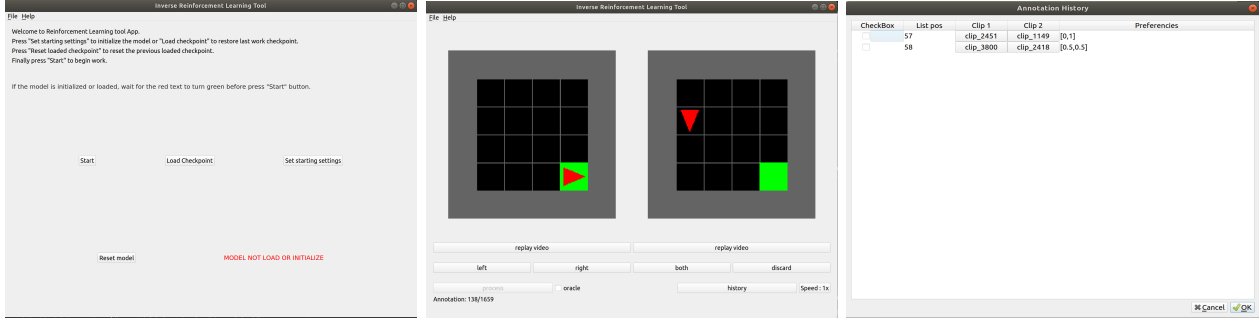 Inverse Reinforcement Learning Tool
File Help
Welcome to Reinforcement Learning tool App.
Press "Set starting settings" to initialize the model or "Load checkpoint" to restore last work checkpoint.
Press "Reset loaded checkpoint" to reset the previous loaded checkpoint.
Finally press "Start" to begin work.
If the model is initialized or loaded, wait for the red text to turn green before press "Start" button.
Start Load Checkpoint Set starting settings
Reset model MODEL NOT LOAD OR INITIALIZE
Inverse Reinforcement Learning Tool
File Help
replay video replay video
left right both discard
process oracle history Speed : 1x
Annotation: 138/1659
Annotation History
CheckBox List pos Clip 1 Clip 2 Preferencies
57 clip_2451 clip_1149 [0,1]
58 clip_3800 clip_2418 [0.5,0.5]
Cancel OK